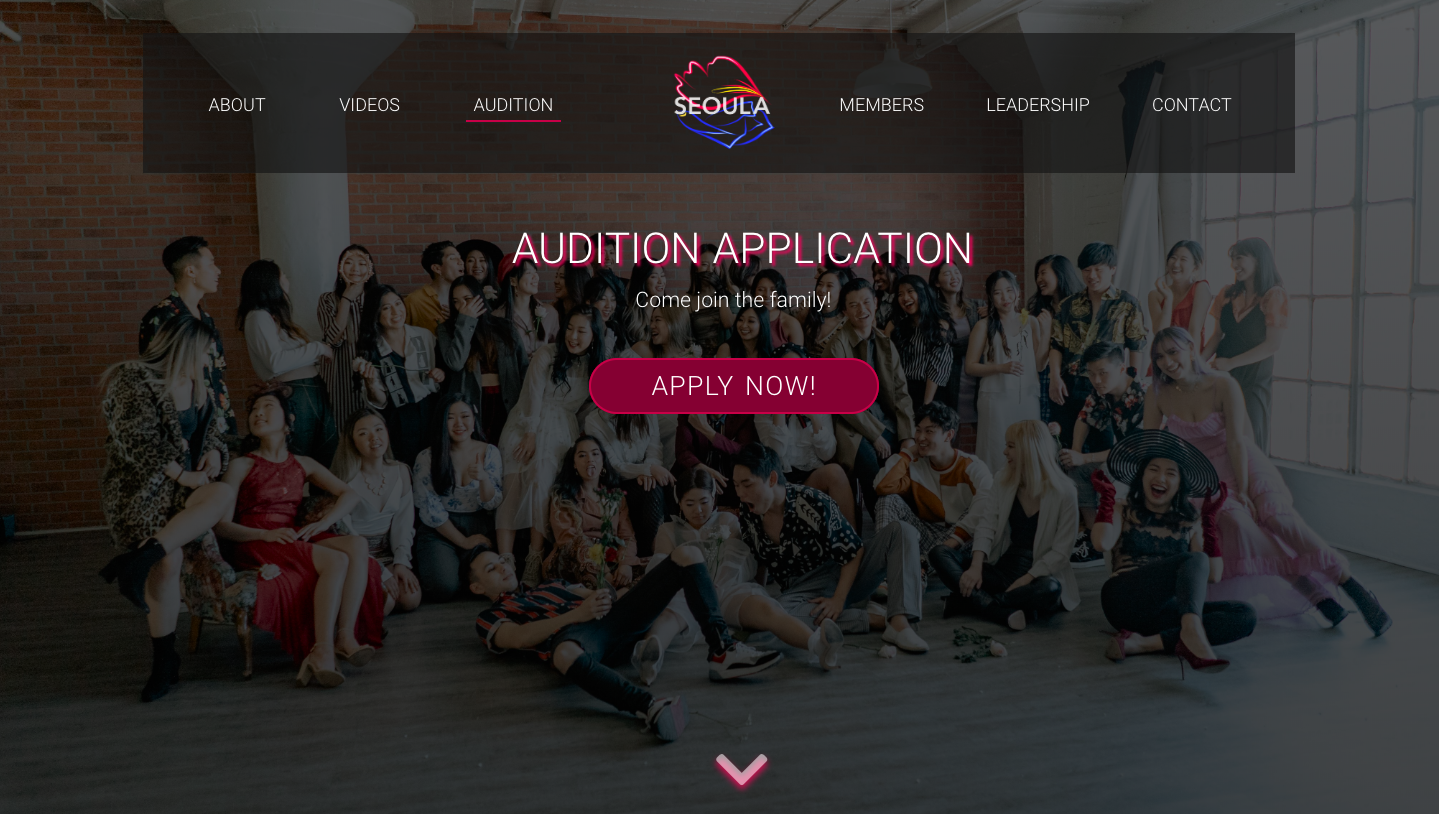 ABOUT
VIDEOS
AUDITION
SEOULA
MEMBERS
LEADERSHIP
CONTACT
AUDITION APPLICATION
Come join the family!
APPLY NOW!